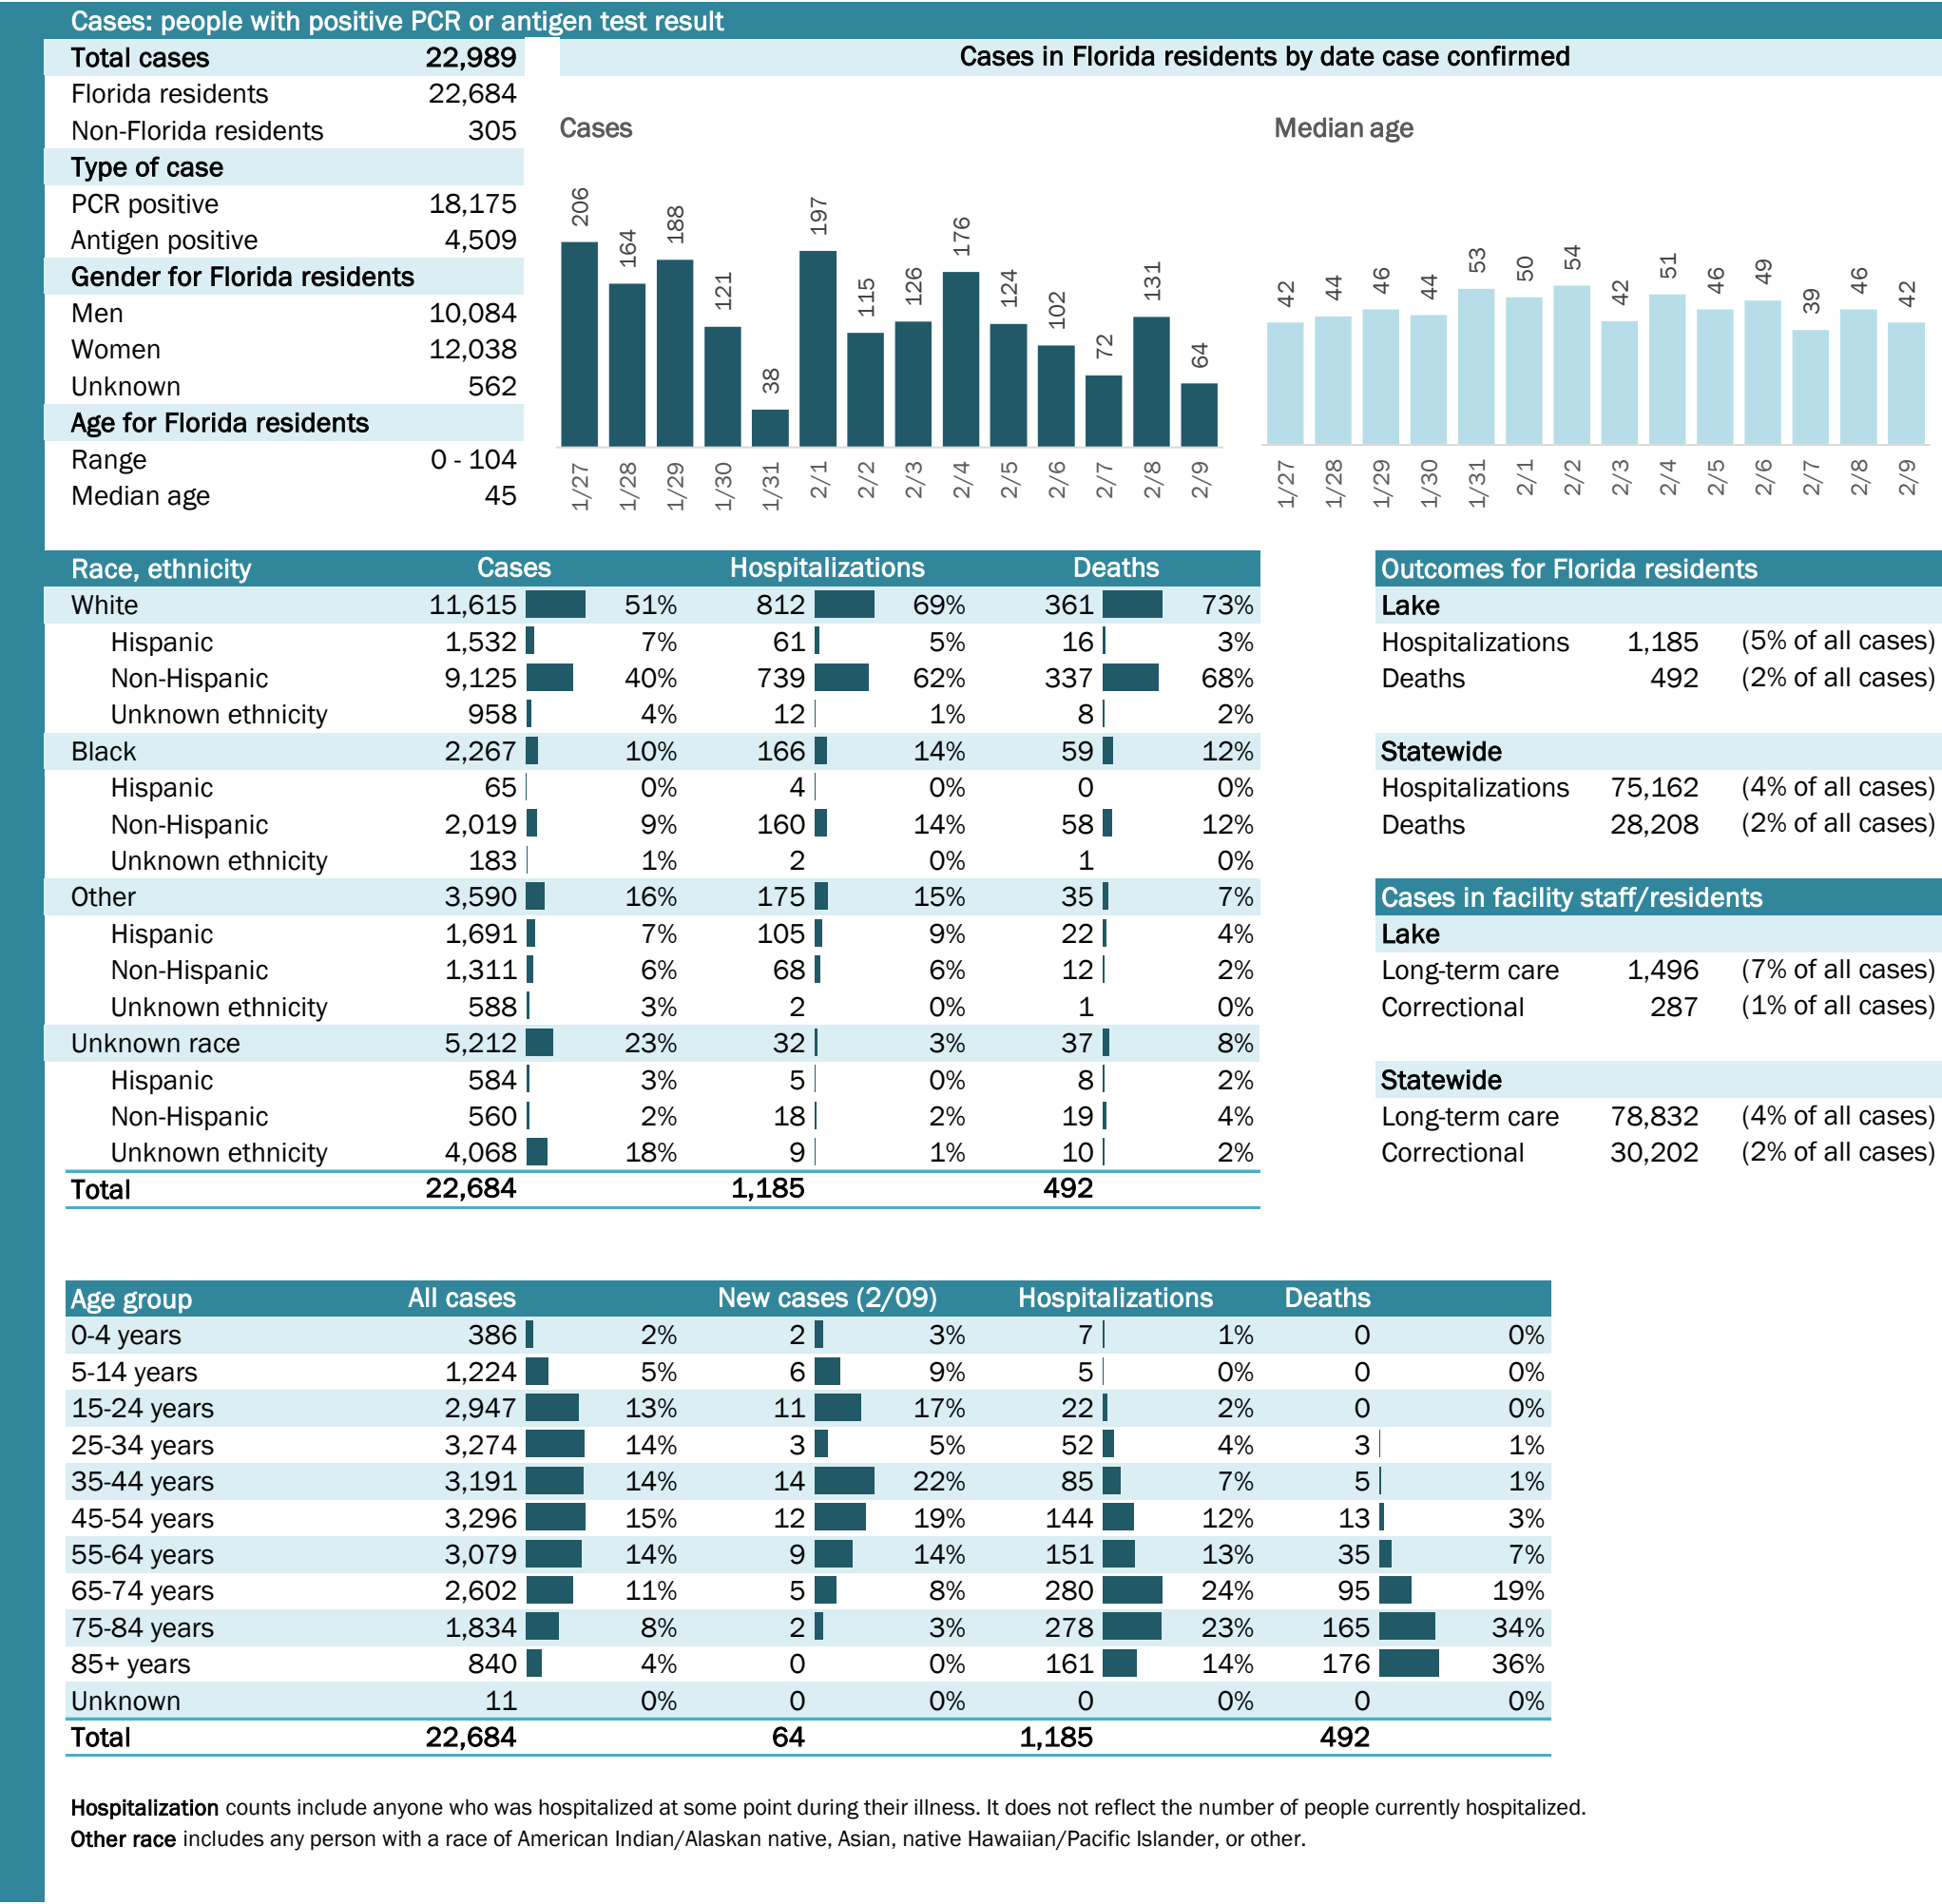 Cases: people with positive PCR or antigen test result
Total cases 22,989
Florida residents 22,684
Non-Florida residents 305
Type of case
PCR positive 18,175
Antigen positive 4,509
Gender for Florida residents
Men 10,084
Women 12,038
Unknown 562
Age for Florida residents
Range 0 - 104
Median age 45
Cases in Florida residents by date case confirmed
Cases
206 164 188 121 38 197 115 126 176 124 102 72 131 64
1/27 1/28 1/29 1/30 1/31 2/1 2/2 2/3 2/4 2/5 2/6 2/7 2/8 2/9
Median age
42 44 46 44 53 50 54 42 51 46 49 39 46 42
1/27 1/28 1/29 1/30 1/31 2/1 2/2 2/3 2/4 2/5 2/6 2/7 2/8 2/9
Race, ethnicity Cases Hospitalizations Deaths
White 11,615 51% 812 69% 361 73%
Hispanic 1,532 7% 61 5% 16 3%
Non-Hispanic 9,125 40% 739 62% 337 68%
Unknown ethnicity 958 4% 12 1% 8 2%
Black 2,267 10% 166 14% 59 12%
Hispanic 65 0% 4 0% 0 0%
Non-Hispanic 2,019 9% 160 14% 58 12%
Unknown ethnicity 183 1% 2 0% 1 0%
Other 3,590 16% 175 15% 35 7%
Hispanic 1,691 7% 105 9% 22 4%
Non-Hispanic 1,311 6% 68 6% 12 2%
Unknown ethnicity 588 3% 2 0% 1 0%
Unknown race 5,212 23% 32 3% 37 8%
Hispanic 584 3% 5 0% 8 2%
Non-Hispanic 560 2% 18 2% 19 4%
Unknown ethnicity 4,068 18% 9 1% 10 2%
Total 22,684 1,185 492
Outcomes for Florida residents
Lake
Hospitalizations 1,185 (5% of all cases)
Deaths 492 (2% of all cases)
Statewide
Hospitalizations 75,162 (4% of all cases)
Deaths 28,208 (2% of all cases)
Cases in facility staff/residents
Lake
Long-term care 1,496 (7% of all cases)
Correctional 287 (1% of all cases)
Statewide
Long-term care 78,832 (4% of all cases)
Correctional 30,202 (2% of all cases)
Age group All cases New cases (2/09) Hospitalizations Deaths
0-4 years 386 2% 2 3% 7 1% 0 0%
5-14 years 1,224 5% 6 9% 5 0% 0 0%
15-24 years 2,947 13% 11 17% 22 2% 0 0%
25-34 years 3,274 14% 3 5% 52 4% 3 1%
35-44 years 3,191 14% 14 22% 85 7% 5 1%
45-54 years 3,296 15% 12 19% 144 12% 13 3%
55-64 years 3,079 14% 9 14% 151 13% 35 7%
65-74 years 2,602 11% 5 8% 280 24% 95 19%
75-84 years 1,834 8% 2 3% 278 23% 165 34%
85+ years 840 4% 0 0% 161 14% 176 36%
Unknown 11 0% 0 0% 0 0% 0 0%
Total 22,684 64 1,185 492
Hospitalization counts include anyone who was hospitalized at some point during their illness. It does not reflect the number of people currently hospitalized.
Other race includes any person with a race of American Indian/Alaskan native, Asian, native Hawaiian/Pacific Islander, or other.